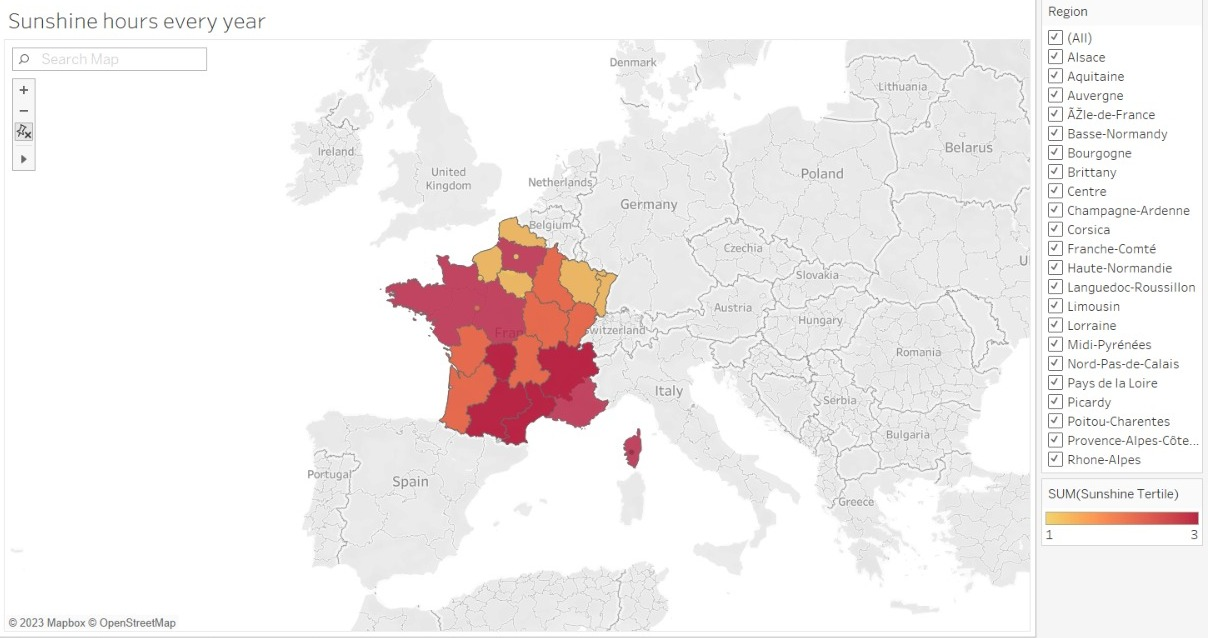 Sunshine hours every year
Search Map
+
−
Denmark
Lithuania
Ireland
Belarus
United
Kingdom
Poland
Netherlands
Germany
Belgium
Czechia
U
Slovakia
Austria
Hungary
Switzerland
Fran
Romania
Italy
Serbia
Bulgaria
Portugal
Spain
Greece
© 2023 Mapbox © OpenStreetMap
Region
(All)
Alsace
Aquitaine
Auvergne
ÃŽle-de-France
Basse-Normandy
Bourgogne
Brittany
Centre
Champagne-Ardenne
Corsica
Franche-Comté
Haute-Normandie
Languedoc-Roussillon
Limousin
Lorraine
Midi-Pyrénées
Nord-Pas-de-Calais
Pays de la Loire
Picardy
Poitou-Charentes
Provence-Alpes-Côte...
Rhone-Alpes
SUM(Sunshine Tertile)
1 3